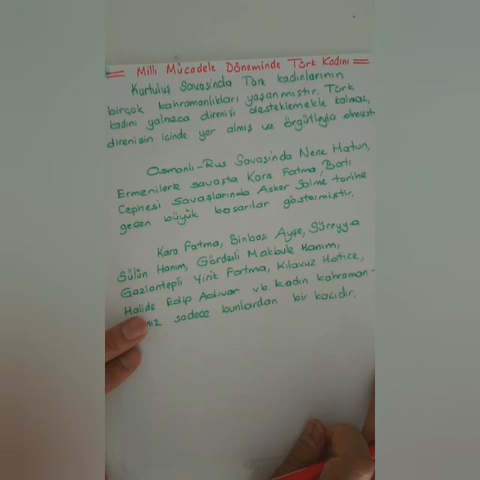 Milli Mücadele Döneminde Türk Kadını
Kurtuluş Savaşında Türk kadınlarının
birçok kahramanlıkları yaşanmıştır. Türk
kadını yalnızca direnişi desteklemekle kalmaz,
direnişin içinde yer almış ve örgütleyici olmuştu
Osmanlı-Rus Savaşında Nene Hatun,
Ermenilerle savaşta Kara Fatma, Batı
Cephesi Savaşlarında Asker Saime tarihe
geçen büyük başarılar göstermiştir.
Kara Fatma, Binbaşı Ayşe, Süreyya
Sülün Hanım, Gördesli Makbule Hanım,
Gaziantepli Yirik Fatma, Kılavuz Hatice,
Halide Edip Adıvar vb. kadın kahraman-
mız sadece bunlardan bir kaçıdır.